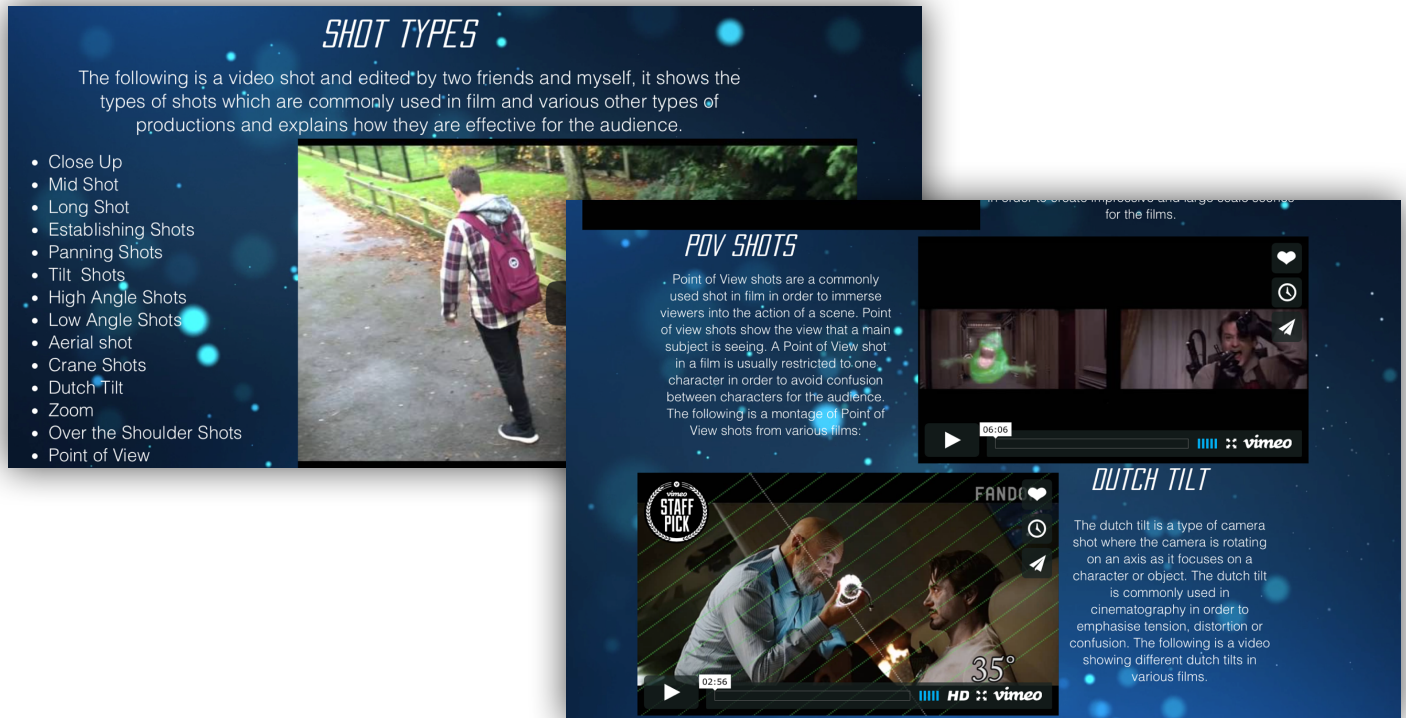 SHOT TYPES
The following is a video shot and edited by two friends and myself, it shows the
types of shots which are commonly used in film and various other types of
productions and explains how they are effective for the audience.
• Close Up
• Mid Shot
• Long Shot
• Establishing Shots
• Panning Shots
• Tilt Shots
• High Angle Shots
• Low Angle Shots
• Aerial shot
• Crane Shots
• Dutch Tilt
• Zoom
• Over the Shoulder Shots
• Point of View
in order to create impressive and large scale scenes
for the films.
POV SHOTS
Point of View shots are a commonly
used shot in film in order to immerse
viewers into the action of a scene. Point
of view shots show the view that a main
subject is seeing. A Point of View shot
in a film is usually restricted to one
character in order to avoid confusion
between characters for the audience.
The following is a montage of Point of
View shots from various films:
06:06
vimeo
vimeo
STAFF
PICK
FANDO
35°
02:56
HD vimeo
DUTCH TILT
The dutch tilt is a type of camera
shot where the camera is rotating
on an axis as it focuses on a
character or object. The dutch tilt
is commonly used in
cinematography in order to
emphasise tension, distortion or
confusion. The following is a video
showing different dutch tilts in
various films.